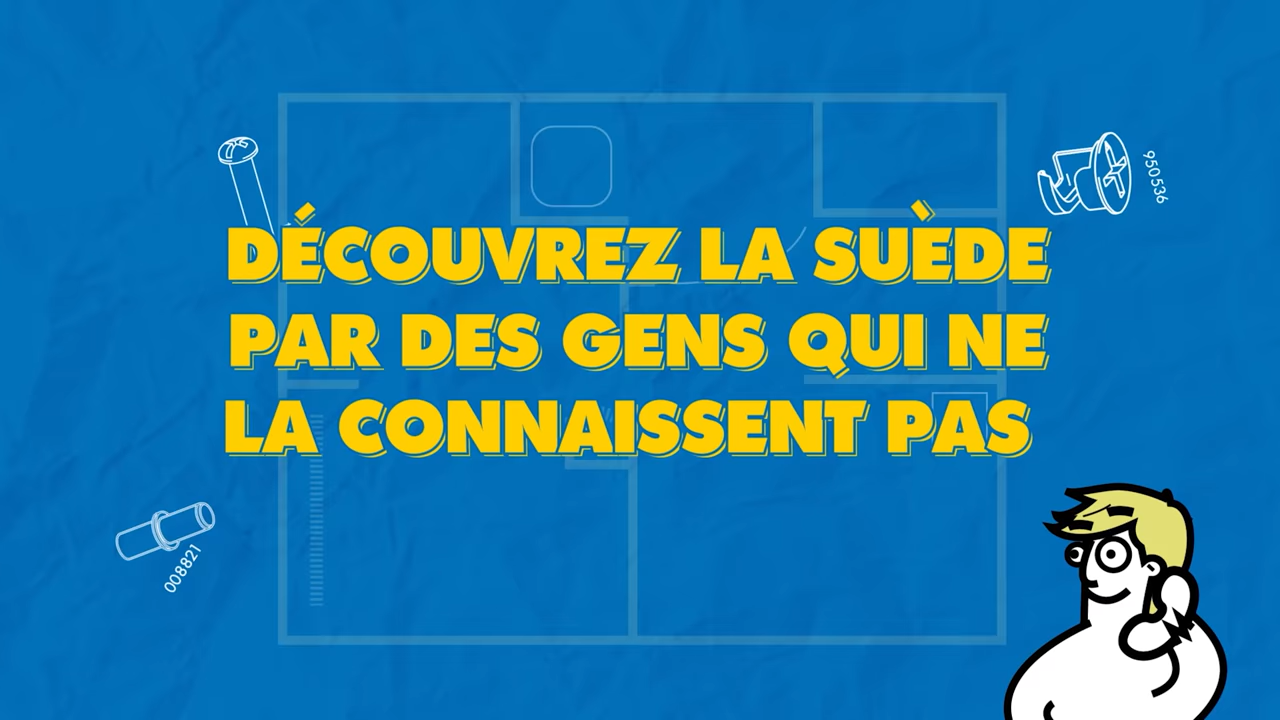 950536
DÉCOUVREZ LA SUÈDE
PAR DES GENS QUI NE
LA CONNAISSENT PAS
008821